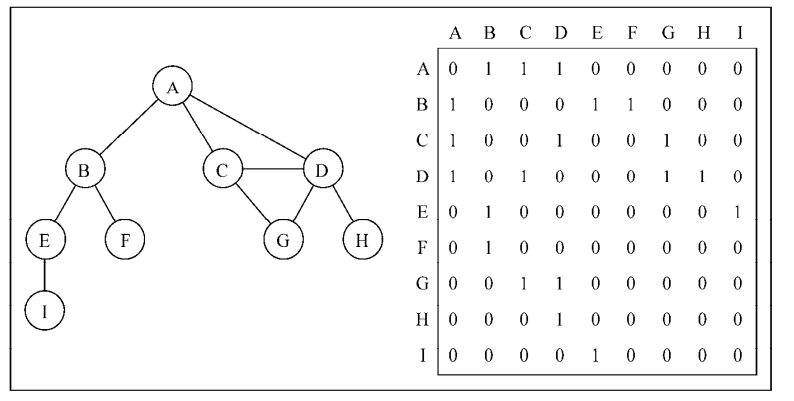 A
B C D
E F G H
I
A B C D E F G H I
A 0 1 1 1 0 0 0 0 0
B 1 0 0 0 1 1 0 0 0
C 1 0 0 1 0 0 1 0 0
D 1 0 1 0 0 0 1 1 0
E 0 1 0 0 0 0 0 0 1
F 0 1 0 0 0 0 0 0 0
G 0 0 1 1 0 0 0 0 0
H 0 0 0 1 0 0 0 0 0
I 0 0 0 0 1 0 0 0 0